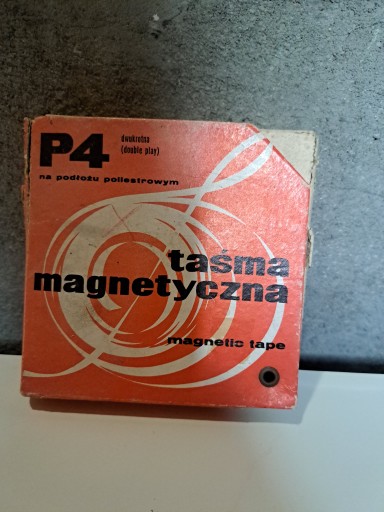 P4
dwukrotna
(double play)
na podłożu poliestrowym
taśma
magnetyczna
magnetic tape